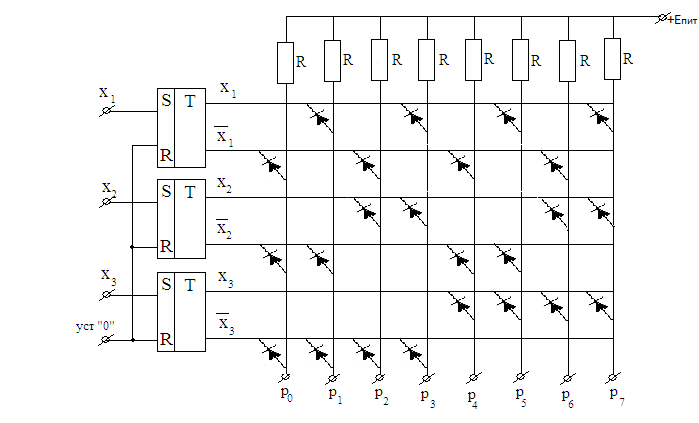 +Eпит
R R R R R R R R
X1 S T X1
R X̅1
X2 S T X2
R X̅2
X3 S T X3
уст "0" R X̅3
p0 p1 p2 p3 p4 p5 p6 p7